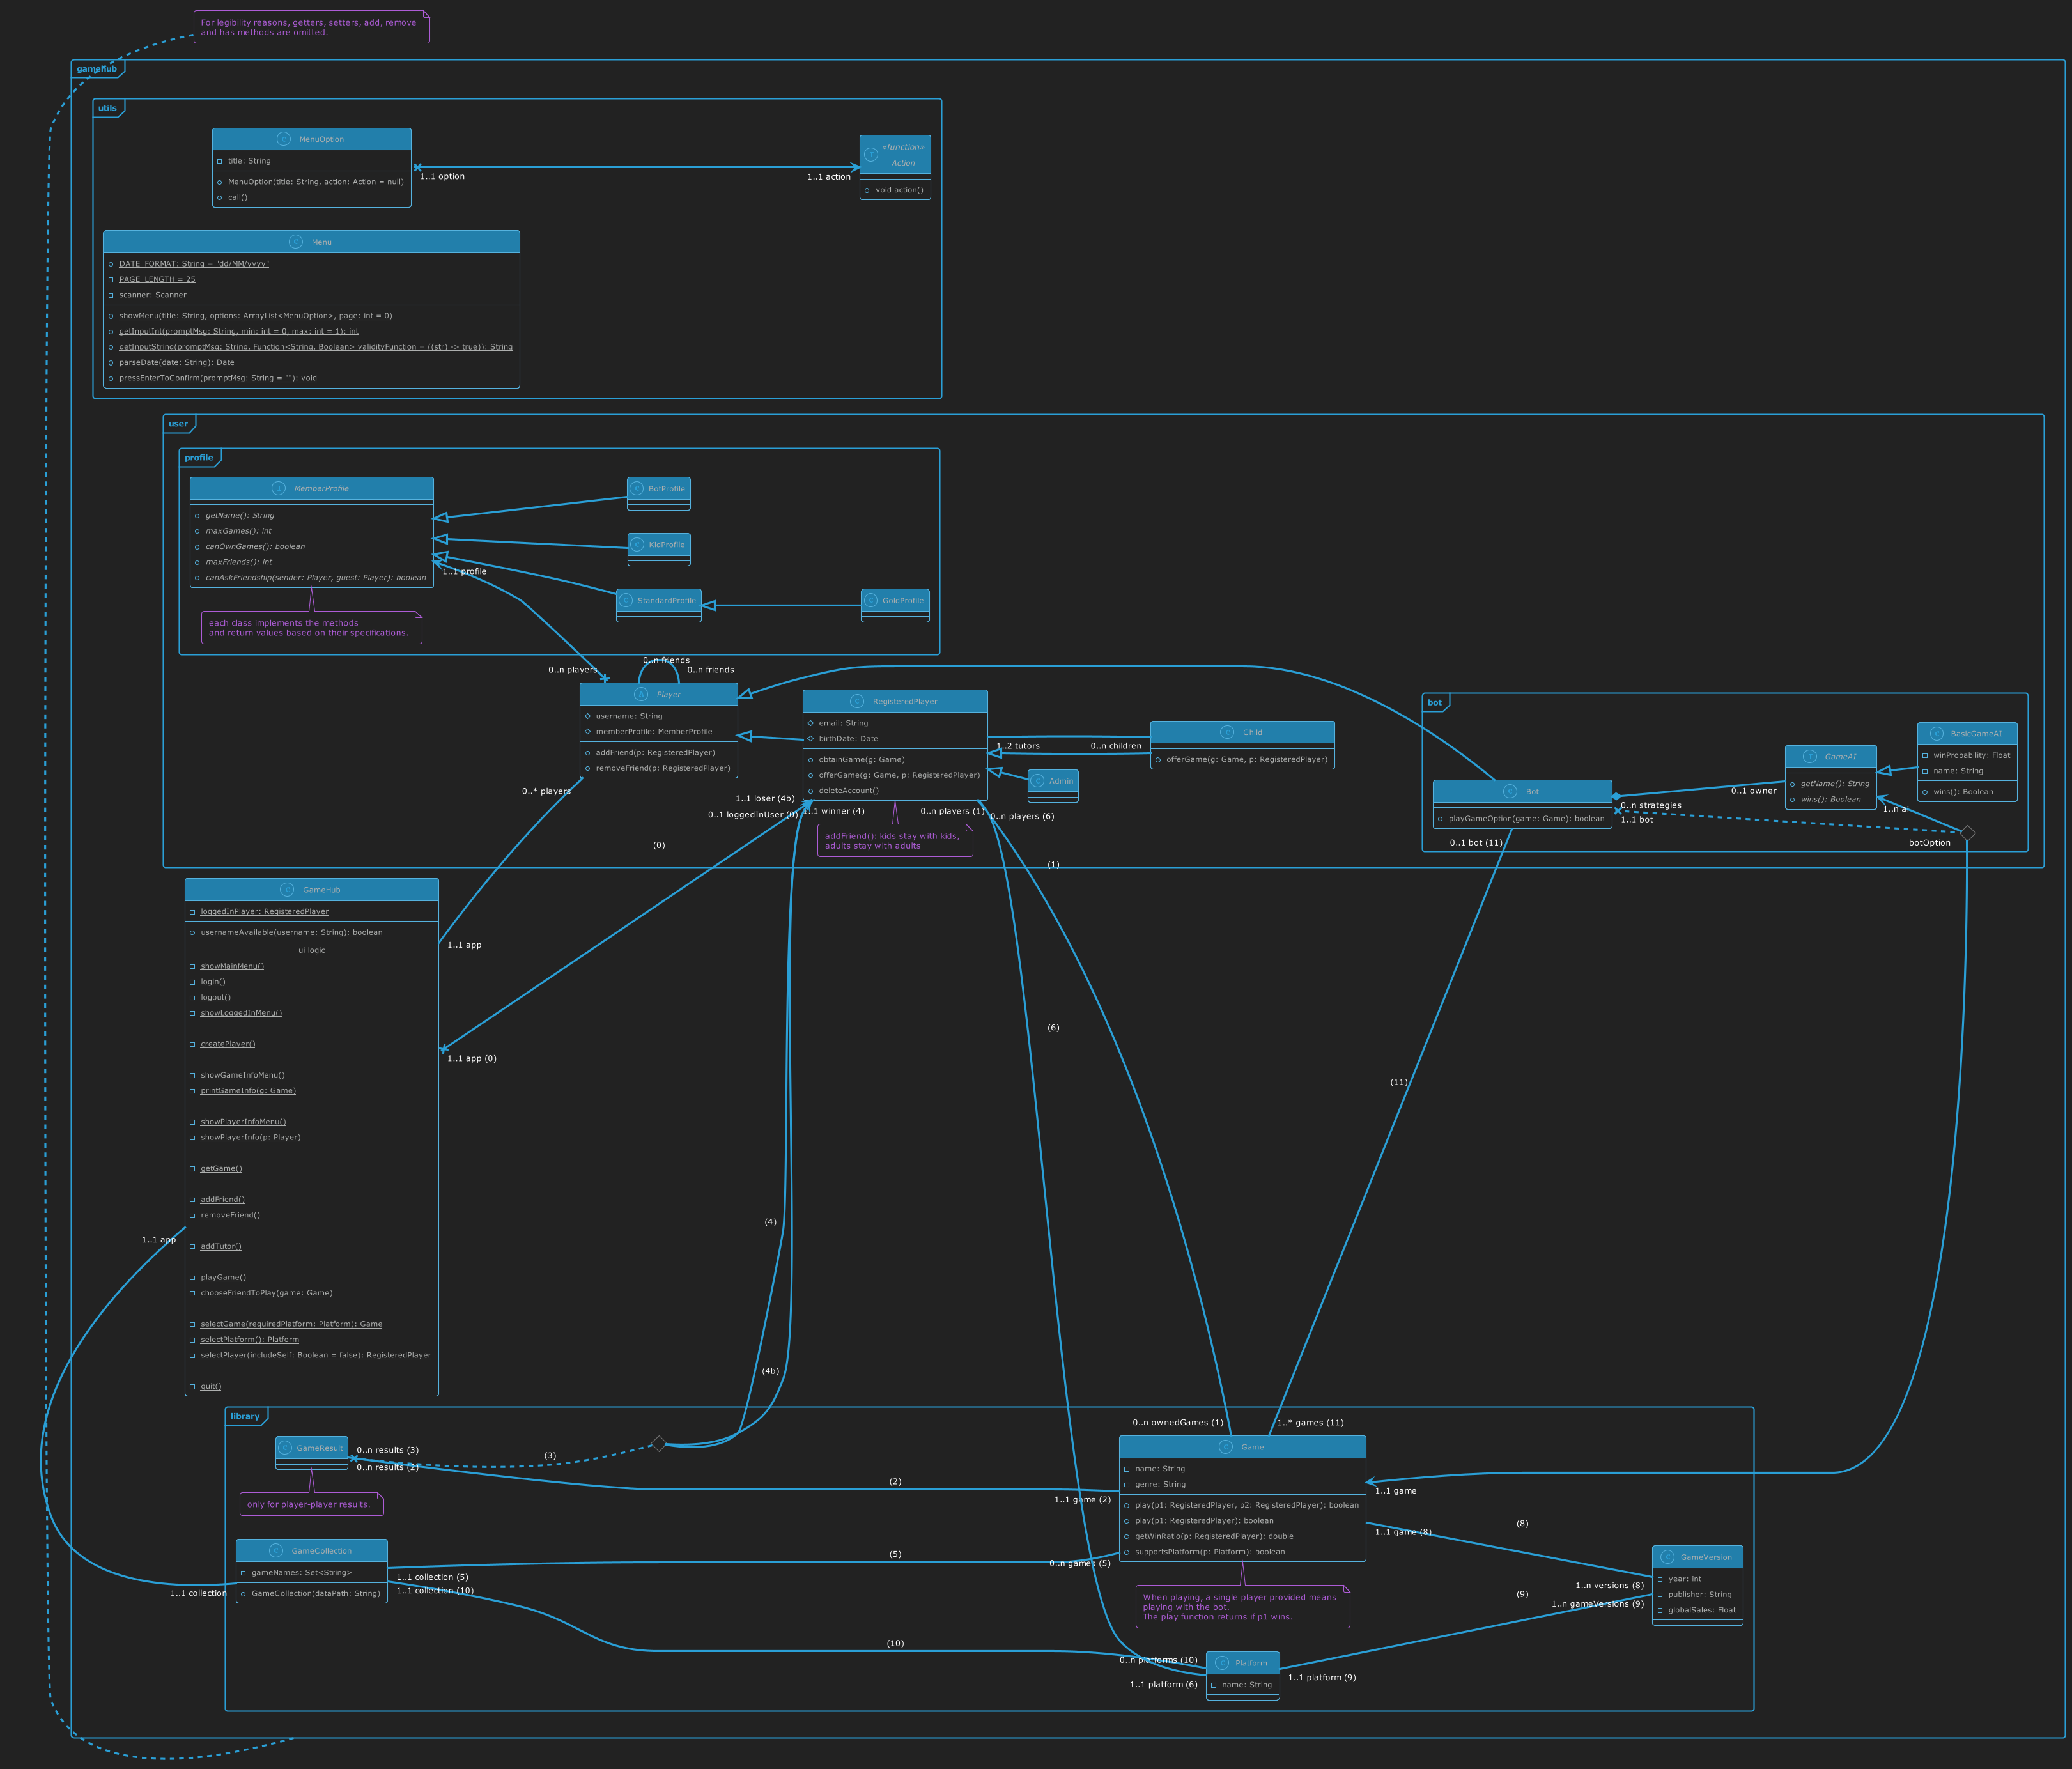 For legibility reasons, getters, setters, add, remove
and has methods are omitted.
gamehub
utils
C MenuOption
title: String
MenuOption(title: String, action: Action = null)
call()
1..1 option
1..1 action
I «function»
Action
void action()
C Menu
DATE_FORMAT: String = "dd/MM/yyyy"
PAGE_LENGTH = 25
scanner: Scanner
showMenu(title: String, options: ArrayList<MenuOption>, page: int = 0)
getInputInt(promptMsg: String, min: int = 0, max: int = 1): int
getInputString(promptMsg: String, Function<String, Boolean> validityFunction = ((str) -> true)): String
parseDate(date: String): Date
pressEnterToConfirm(promptMsg: String = ""): void
user
profile
I MemberProfile
getName(): String
maxGames(): int
canOwnGames(): boolean
maxFriends(): int
canAskFriendship(sender: Player, guest: Player): boolean
1..1 profile
C BotProfile
C KidProfile
C StandardProfile
C GoldProfile
each class implements the methods
and return values based on their specifications.
0..n players
0..n friends
0..n friends
A Player
username: String
memberProfile: MemberProfile
addFriend(p: RegisteredPlayer)
removeFriend(p: RegisteredPlayer)
0..* players
C RegisteredPlayer
email: String
birthDate: Date
obtainGame(g: Game)
offerGame(g: Game, p: RegisteredPlayer)
deleteAccount()
1..2 tutors
0..n children
C Child
offerGame(g: Game, p: RegisteredPlayer)
C Admin
1..1 loser (4b)
0..1 loggedInUser (0)
1..1 winner (4)
0..n players (1)
0..n players (6)
addFriend(): kids stay with kids,
adults stay with adults
bot
C Bot
playGameOption(game: Game): boolean
0..n strategies
1..1 bot
0..1 owner
I GameAI
getName(): String
wins(): Boolean
C BasicGameAI
winProbability: Float
name: String
wins(): Boolean
1..n ai
botOption
0..1 bot (11)
(0)
(1)
C GameHub
loggedInPlayer: RegisteredPlayer
usernameAvailable(username: String): boolean
ui logic
showMainMenu()
login()
logout()
showLoggedInMenu()
createPlayer()
showGameInfoMenu()
printGameInfo(g: Game)
showPlayerInfoMenu()
showPlayerInfo(p: Player)
getGame()
addFriend()
removeFriend()
addTutor()
playGame()
chooseFriendToPlay(game: Game)
selectGame(requiredPlatform: Platform): Game
selectPlatform(): Platform
selectPlayer(includeSelf: Boolean = false): RegisteredPlayer
quit()
1..1 app
1..1 app (0)
1..1 app
(6)
(11)
(4)
(4b)
library
C GameResult
0..n results (3)
0..n results (2)
(3)
only for player-player results.
(2)
0..n ownedGames (1)
1..* games (11)
C Game
name: String
genre: String
play(p1: RegisteredPlayer, p2: RegisteredPlayer): boolean
play(p1: RegisteredPlayer): boolean
getWinRatio(p: RegisteredPlayer): double
supportsPlatform(p: Platform): boolean
1..1 game (2)
1..1 game
1..1 game (8)
(8)
C GameCollection
gameNames: Set<String>
GameCollection(dataPath: String)
1..1 collection
1..1 collection (5)
1..1 collection (10)
(5)
0..n games (5)
When playing, a single player provided means
playing with the bot.
The play function returns if p1 wins.
C GameVersion
year: int
publisher: String
globalSales: Float
1..n versions (8)
(9)
1..n gameVersions (9)
(10)
0..n platforms (10)
1..1 platform (6)
C Platform
name: String
1..1 platform (9)